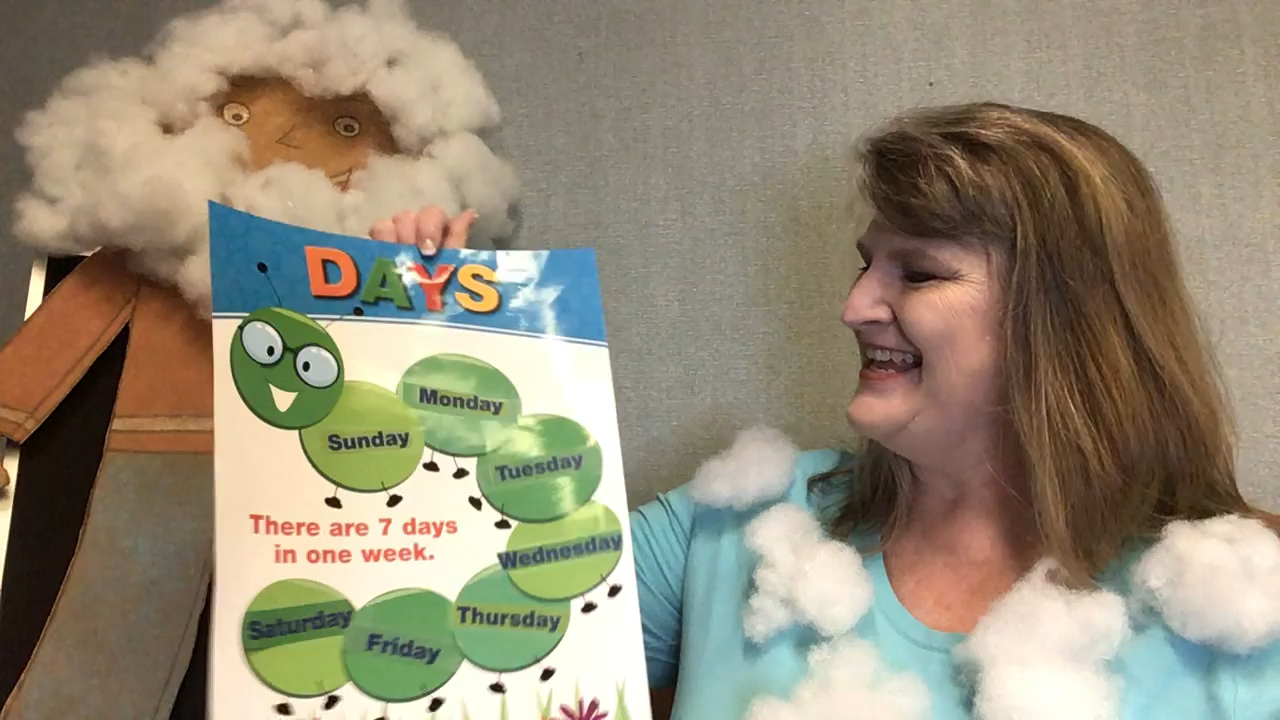 DAYS
Sunday
Monday
Tuesday
Wednesday
Thursday
Friday
Saturday
There are 7 days
in one week.